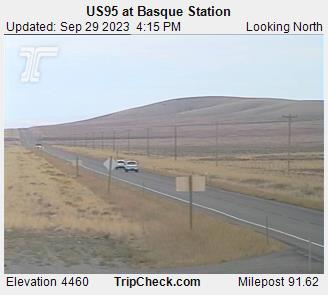 US95 at Basque Station
Updated: Sep 29 2023 4:15 PM Looking North
Elevation 4460 TripCheck.com Milepost 91.62